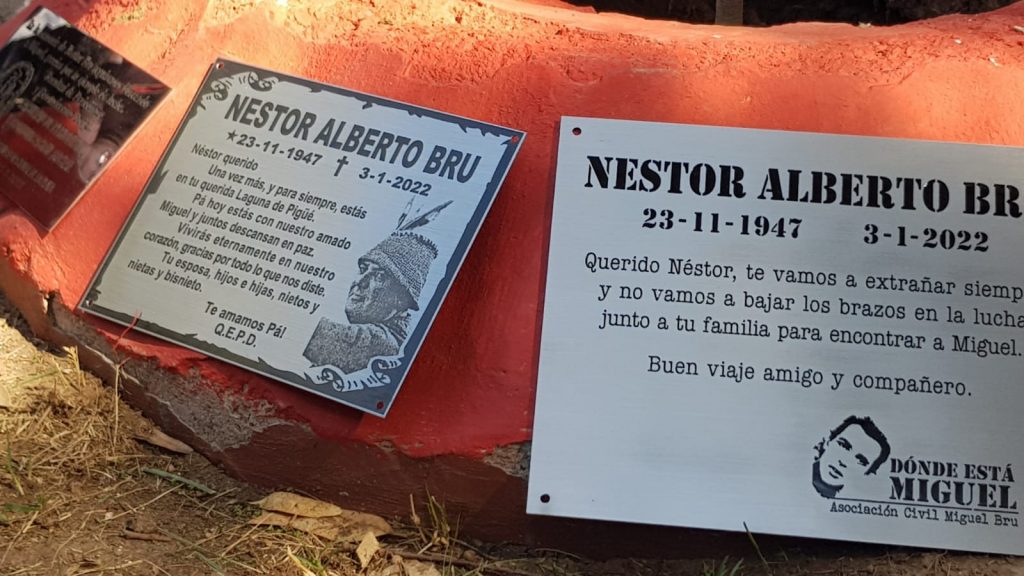 NESTOR ALBERTO BRU
★23-11-1947 ✝ 3-1-2022
Néstor querido
Una vez más, y para siempre, estás
en tu querida Laguna de Pigüé.
Pá hoy estás con nuestro amado
Miguel y juntos descansan en paz.
Vivirás eternamente en nuestro
corazón, gracias por todo lo que nos diste.
Tu esposa, hijos e hijas, nietos y
nietas y bisnieto.
Te amamos Pá!
Q.E.P.D.
NESTOR ALBERTO BR
23-11-1947 3-1-2022
Querido Néstor, te vamos a extrañar siemp
y no vamos a bajar los brazos en la lucha
junto a tu familia para encontrar a Miguel.
Buen viaje amigo y compañero.
DÓNDE ESTÁ
MIGUEL
Asociación Civil Miguel Bru